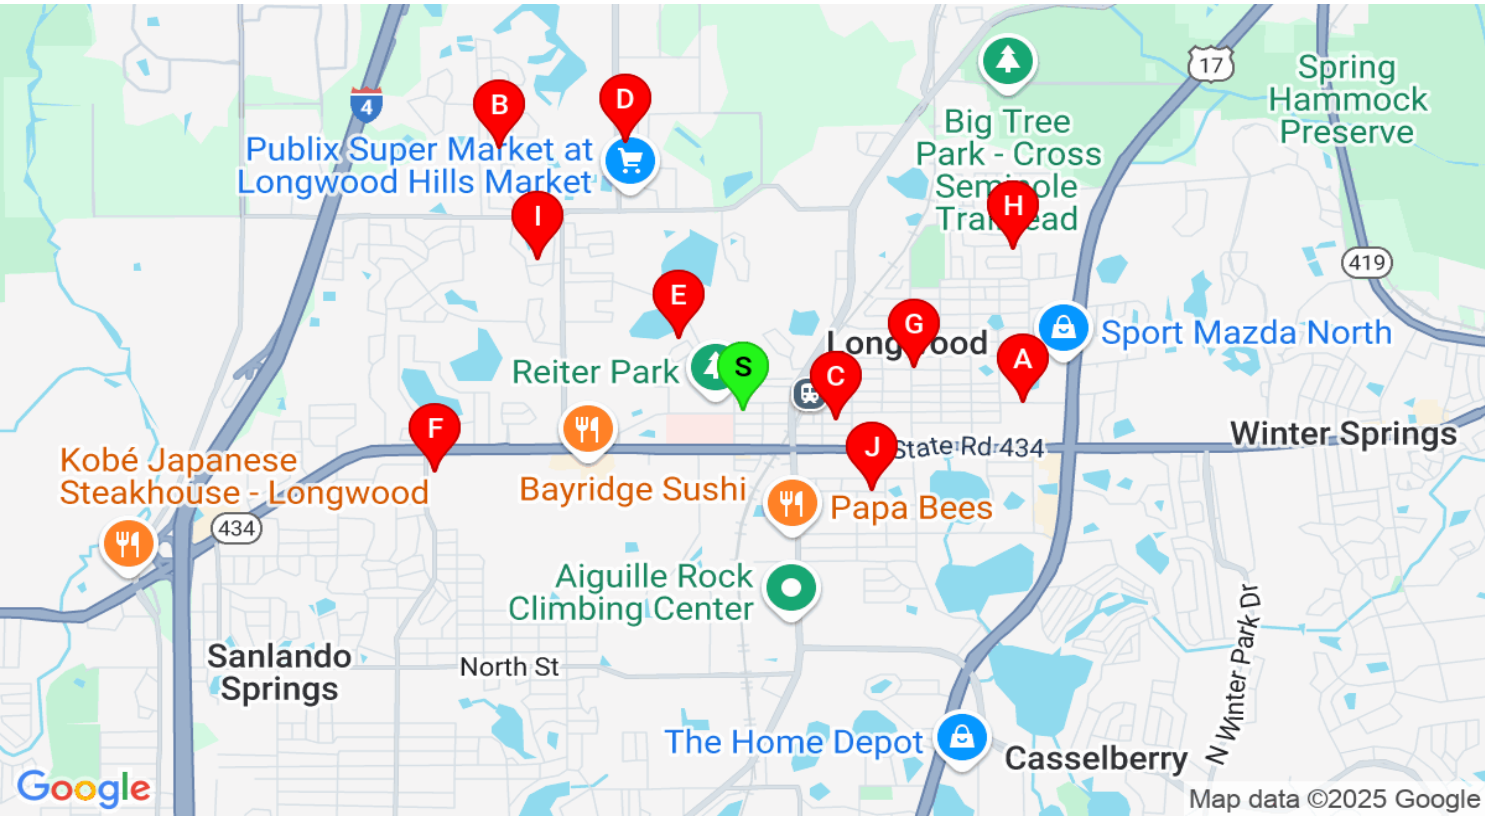 17
Spring
Hammock
Preserve
4
B
D
Big Tree
Park - Cross
Seminole
Trailhead
Publix Super Market at
Longwood Hills Market
I
H
419
E
G
Longwood
Sport Mazda North
Reiter Park
S
C
A
F
J
State Rd 434
Winter Springs
Kobé Japanese
Steakhouse - Longwood
Bayridge Sushi
Papa Bees
434
Aiguille Rock
Climbing Center
N Winter Park Dr
Sanlando
Springs
North St
The Home Depot
Casselberry
Google
Map data ©2025 Google